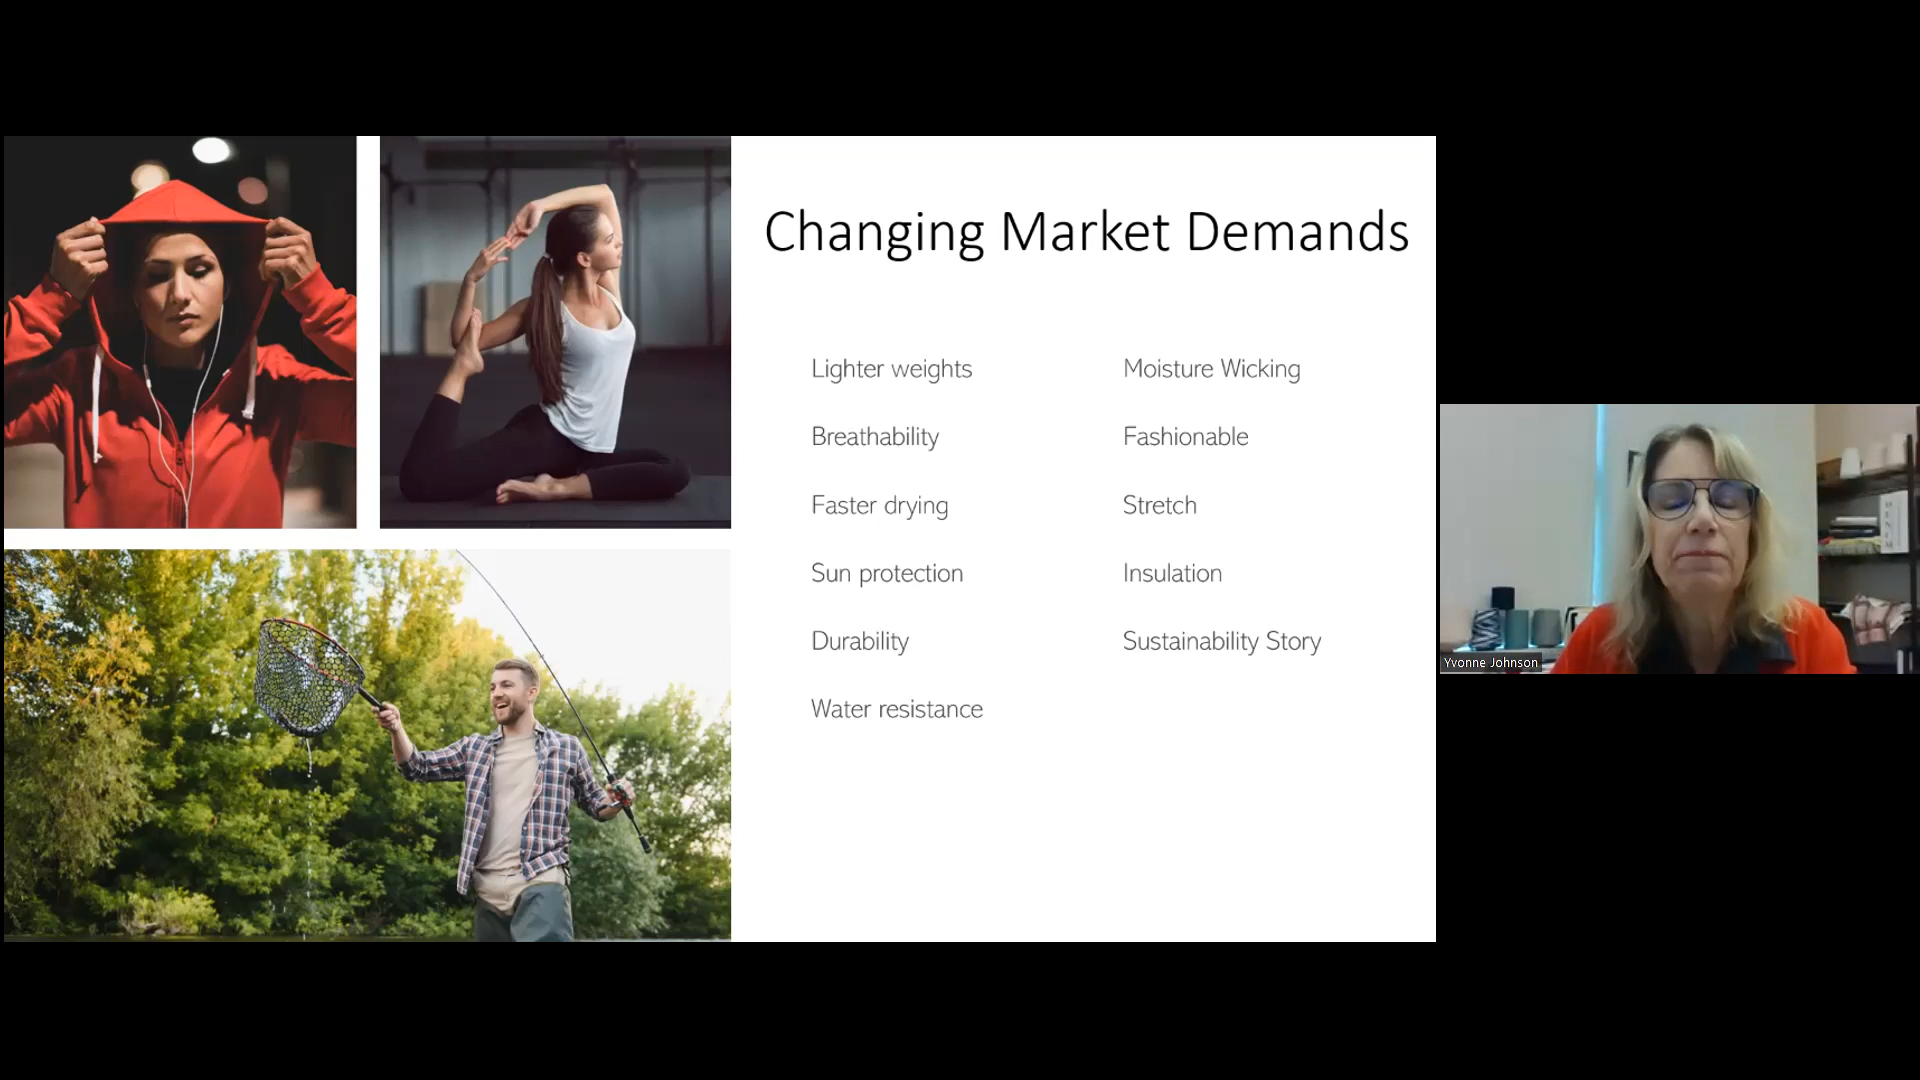 Changing Market Demands
Lighter weights
Breathability
Faster drying
Sun protection
Durability
Water resistance
Moisture Wicking
Fashionable
Stretch
Insulation
Sustainability Story
Yvonne Johnson